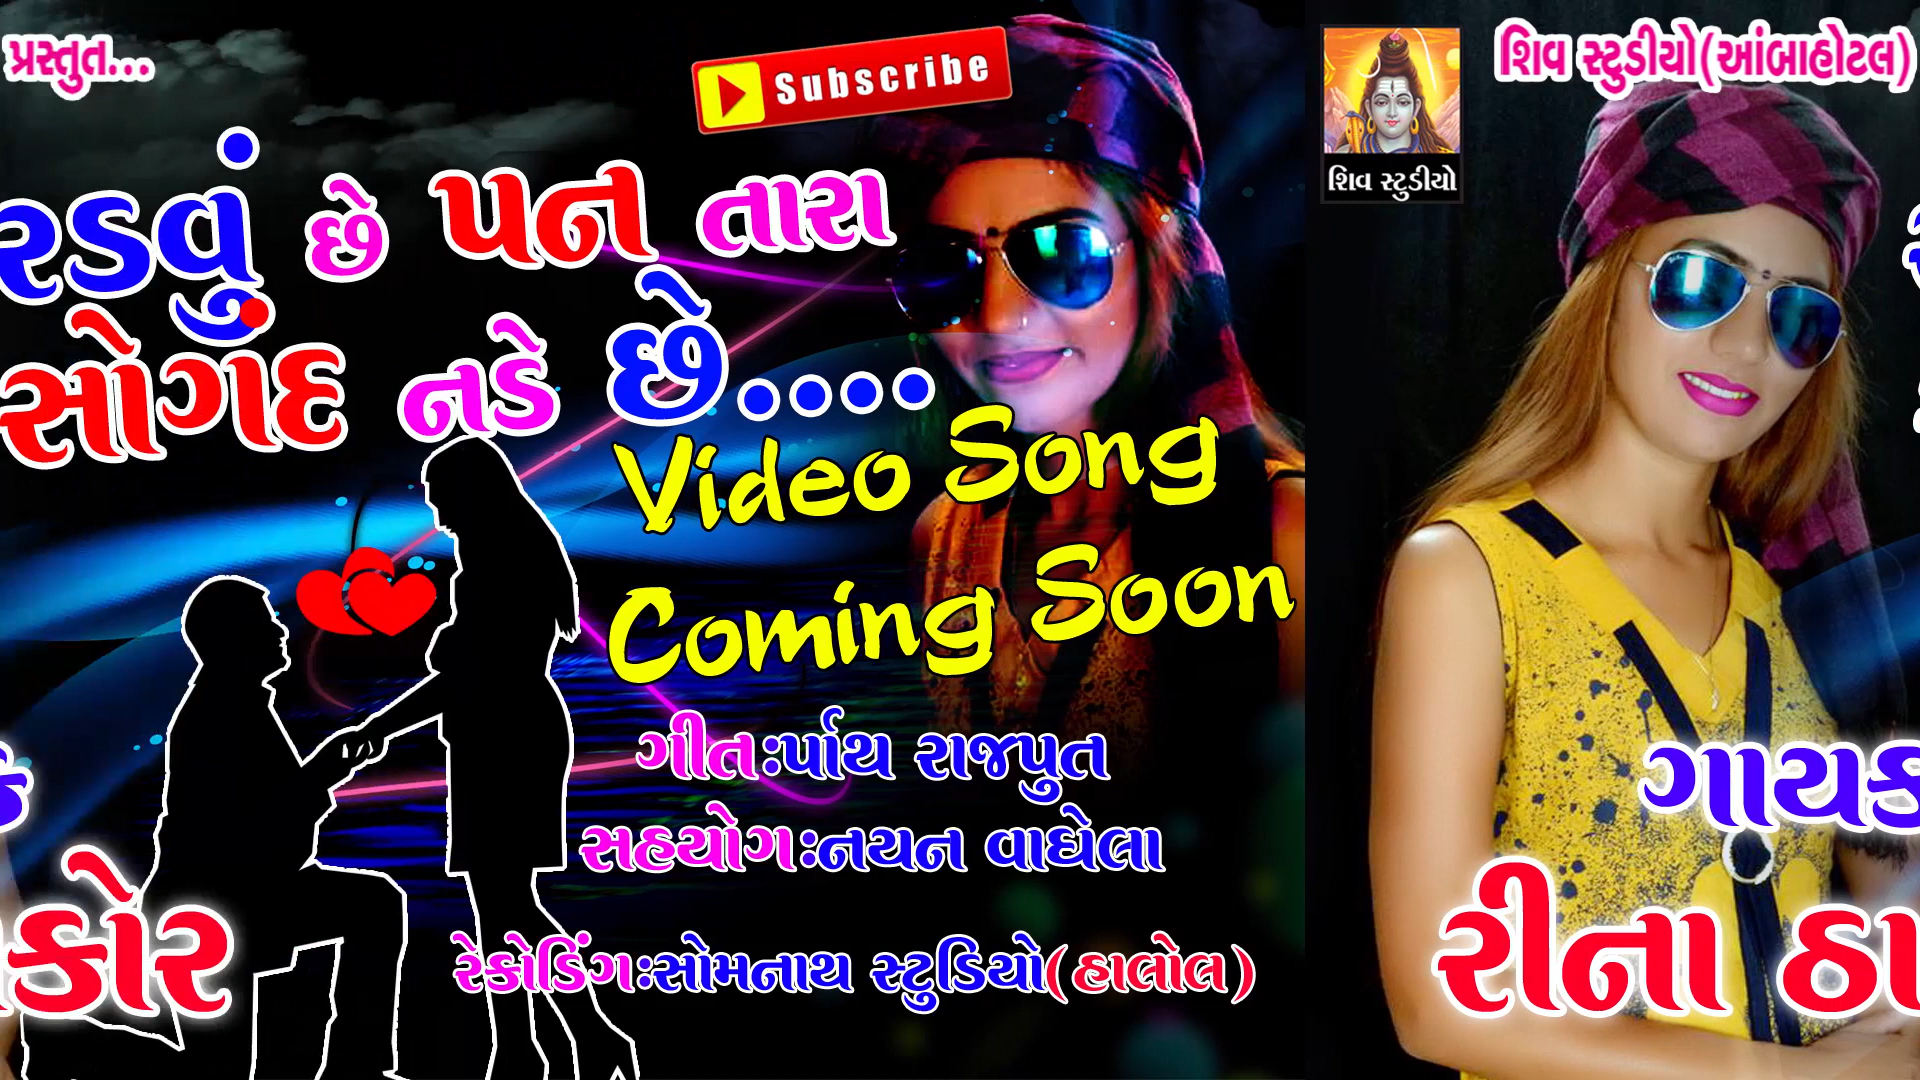 પ્રસ્તુત...
Subscribe
શિવ સ્ટુડીયો
શિવ સ્ટુડીયો(આંબાહોટલ)
રડવું છે પન તારા
સોગંદ નડે છે....
Video Song
Coming Soon
ગીતઃર્પાથ રાજપુત
સહયોગઃનયન વાઘેલા
રેકોડિંગઃસોમનાથ સ્ટુડિયો(હાલોલ)
ગાયક
રીના ઠા
કોર